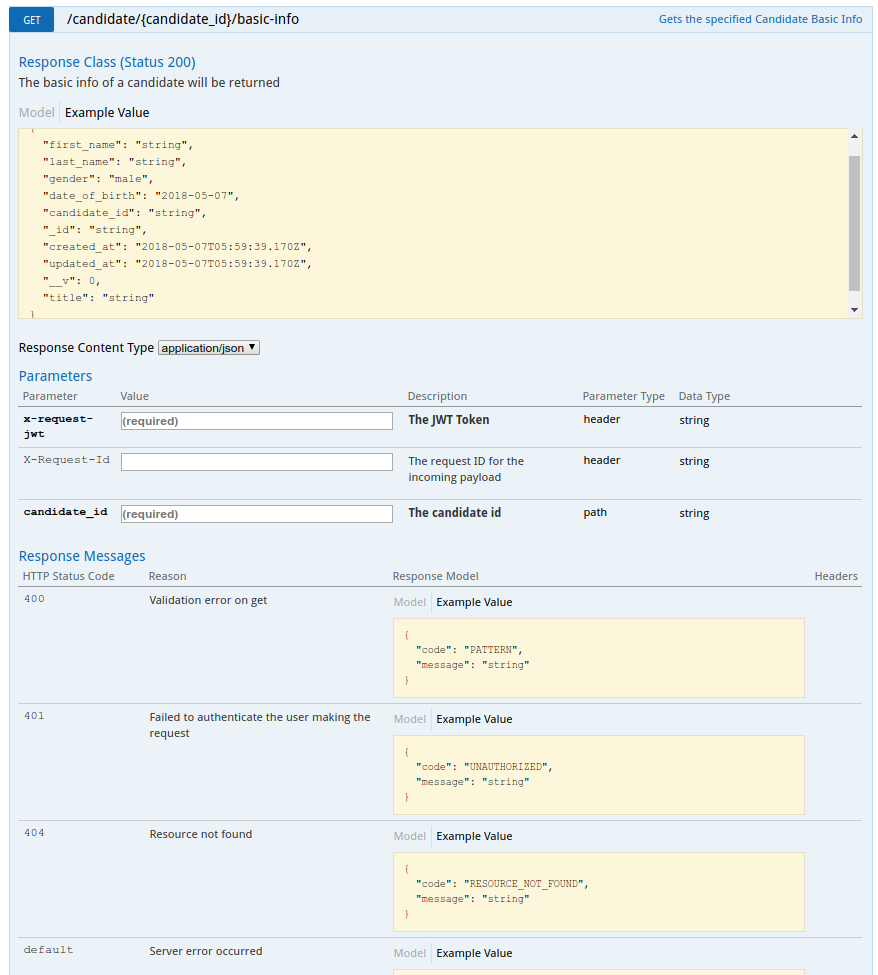 GET /candidate/{candidate_id}/basic-info Gets the specified Candidate Basic Info
Response Class (Status 200)
The basic info of a candidate will be returned
Model Example Value
{
"first_name": "string",
"last_name": "string",
"gender": "male",
"date_of_birth": "2018-05-07",
"candidate_id": "string",
"_id": "string",
"created_at": "2018-05-07T05:59:39.170Z",
"updated_at": "2018-05-07T05:59:39.170Z",
"__v": 0,
"title": "string"
}
Response Content Type application/json
Parameters
Parameter Value Description Parameter Type Data Type
x-request- (required) The JWT Token header string
jwt
X-Request-Id The request ID for the header string
incoming payload
candidate_id (required) The candidate id path string
Response Messages
HTTP Status Code Reason Response Model Headers
400 Validation error on get Model Example Value
{
"code": "PATTERN",
"message": "string"
}
401 Failed to authenticate the user making the Model Example Value
request
{
"code": "UNAUTHORIZED",
"message": "string"
}
404 Resource not found Model Example Value
{
"code": "RESOURCE_NOT_FOUND",
"message": "string"
}
default Server error occurred Model Example Value